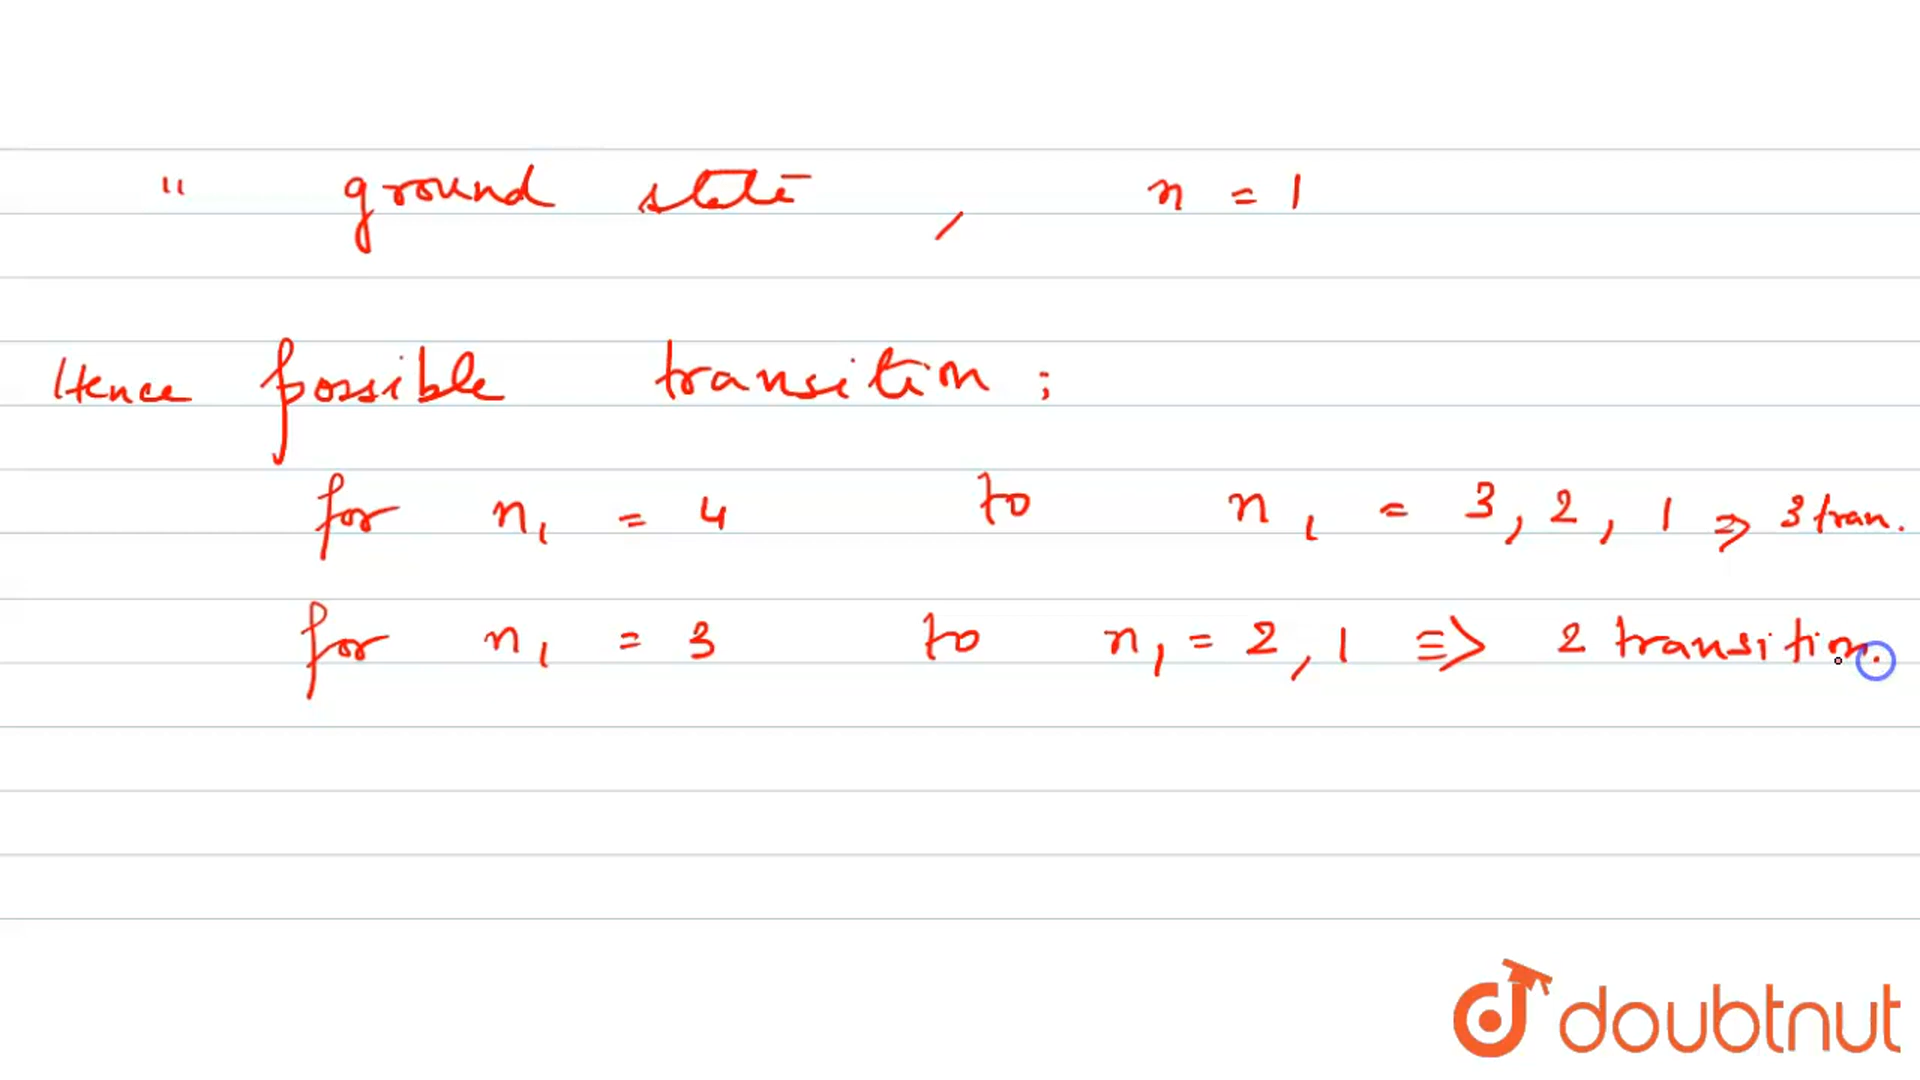 " ground state, n = 1
Hence possible transition;
for n₁ = 4 to n₁ = 3, 2, 1 ⇒ 3 tran.
for n₁ = 3 to n₁ = 2, 1 ≡> 2 transition.
doubtnut